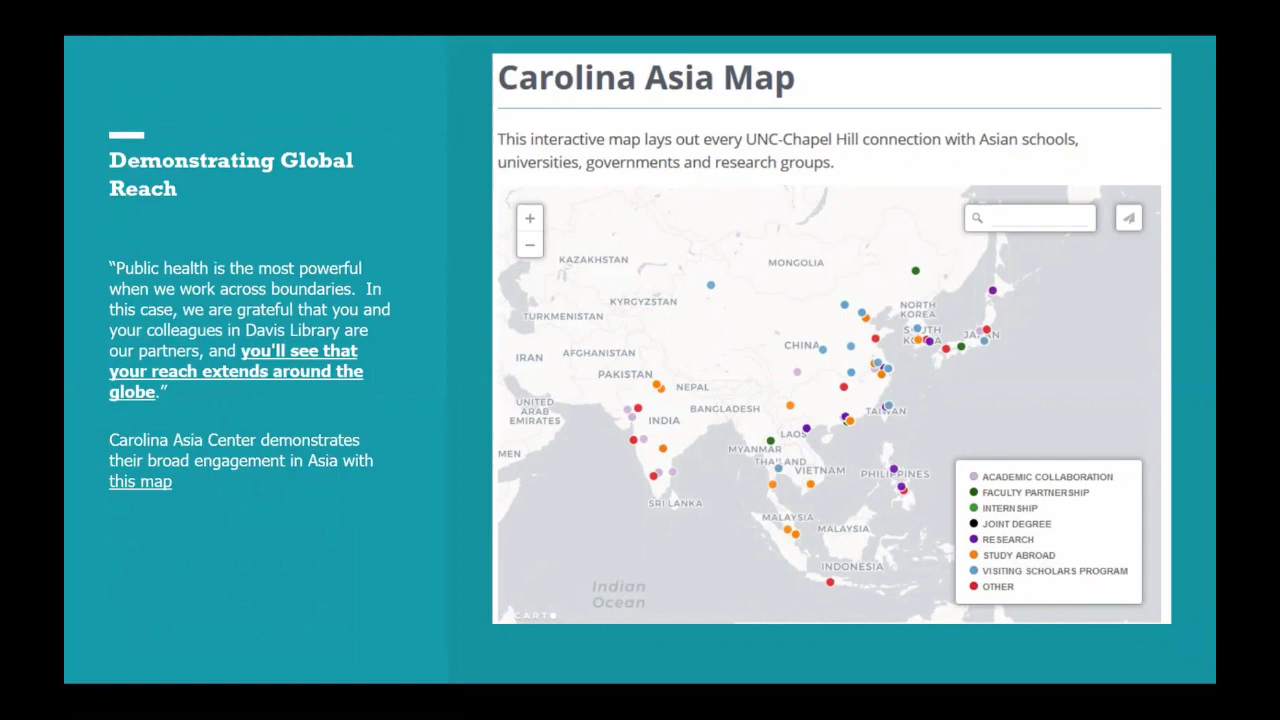 Demonstrating Global
Reach
“Public health is the most powerful
when we work across boundaries.  In
this case, we are grateful that you and
your colleagues in Davis Library are
our partners, and you'll see that
your reach extends around the
globe.”
Carolina Asia Center demonstrates
their broad engagement in Asia with
this map
Carolina Asia Map
This interactive map lays out every UNC-Chapel Hill connection with Asian schools,
universities, governments and research groups.
+
−
KAZAKHSTAN
MONGOLIA
KYRGYZSTAN
TURKMENISTAN
NORTH
KOREA
SOUTH
KOREA
JAPAN
CHINA
IRAN
AFGHANISTAN
PAKISTAN
NEPAL
UNITED
ARAB
EMIRATES
BANGLADESH
INDIA
TAIWAN
LAOS
MEN
MYANMAR
THAILAND
VIETNAM
PHILIPPINES
SRI LANKA
MALAYSIA
MALAYSIA
INDONESIA
Indian
Ocean
CARTO
ACADEMIC COLLABORATION
FACULTY PARTNERSHIP
INTERNSHIP
JOINT DEGREE
RESEARCH
STUDY ABROAD
VISITING SCHOLARS PROGRAM
OTHER